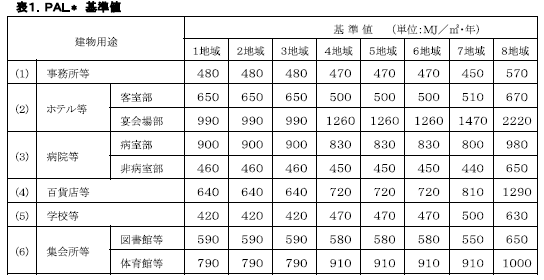 表1. PAL* 基準値
建物用途 基 準 値 (単位:MJ/㎡・年)
1地域 2地域 3地域 4地域 5地域 6地域 7地域 8地域
(1) 事務所等 480 480 480 470 470 470 450 570
(2) ホテル等 客室部 650 650 650 500 500 500 510 670
宴会場部 990 990 990 1260 1260 1260 1470 2220
(3) 病院等 病室部 900 900 900 830 830 830 800 980
非病室部 460 460 460 450 450 450 440 650
(4) 百貨店等 640 640 640 720 720 720 810 1290
(5) 学校等 420 420 420 470 470 470 500 630
(6) 集会所等 図書館等 590 590 590 580 580 580 550 650
体育館等 790 790 790 910 910 910 910 1000